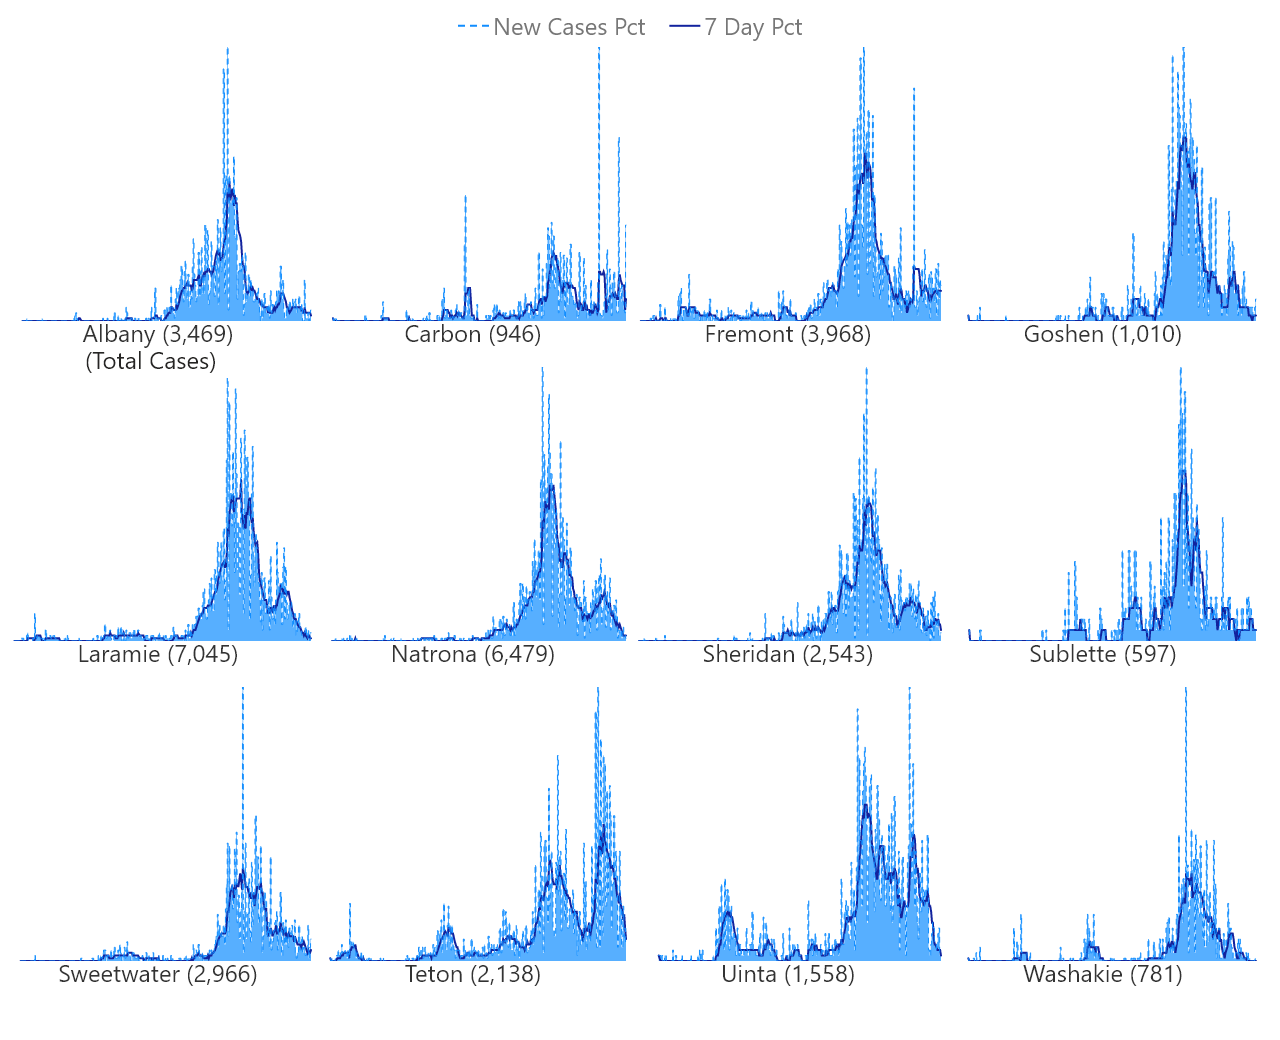 New Cases Pct 7 Day Pct
Albany (3,469) Carbon (946) Fremont (3,968) Goshen (1,010)
(Total Cases)
Laramie (7,045) Natrona (6,479) Sheridan (2,543) Sublette (597)
Sweetwater (2,966) Teton (2,138) Uinta (1,558) Washakie (781)